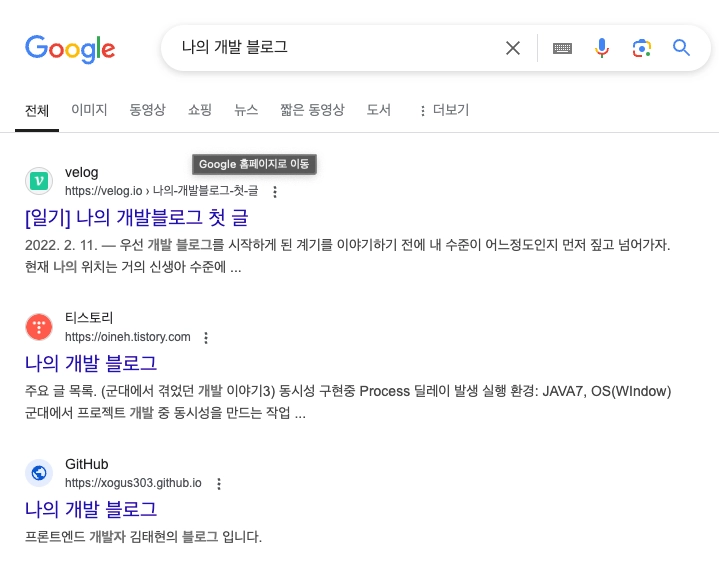 Google
나의 개발 블로그
전체 이미지 동영상 쇼핑 뉴스 짧은 동영상 도서 더보기
Google 홈페이지로 이동
velog
https://velog.io › 나의-개발블로그-첫-글
[일기] 나의 개발블로그 첫 글
2022. 2. 11. — 우선 개발 블로그를 시작하게 된 계기를 이야기하기 전에 내 수준이 어느정도인지 먼저 짚고 넘어가자.
현재 나의 위치는 거의 신생아 수준에 ...
티스토리
https://oineh.tistory.com
나의 개발 블로그
주요 글 목록. (군대에서 겪었던 개발 이야기3) 동시성 구현중 Process 딜레이 발생 실행 환경: JAVA7, OS(WIndow)
군대에서 프로젝트 개발 중 동시성을 만드는 작업 ...
GitHub
https://xogus303.github.io
나의 개발 블로그
프론트엔드 개발자 김태현의 블로그 입니다.